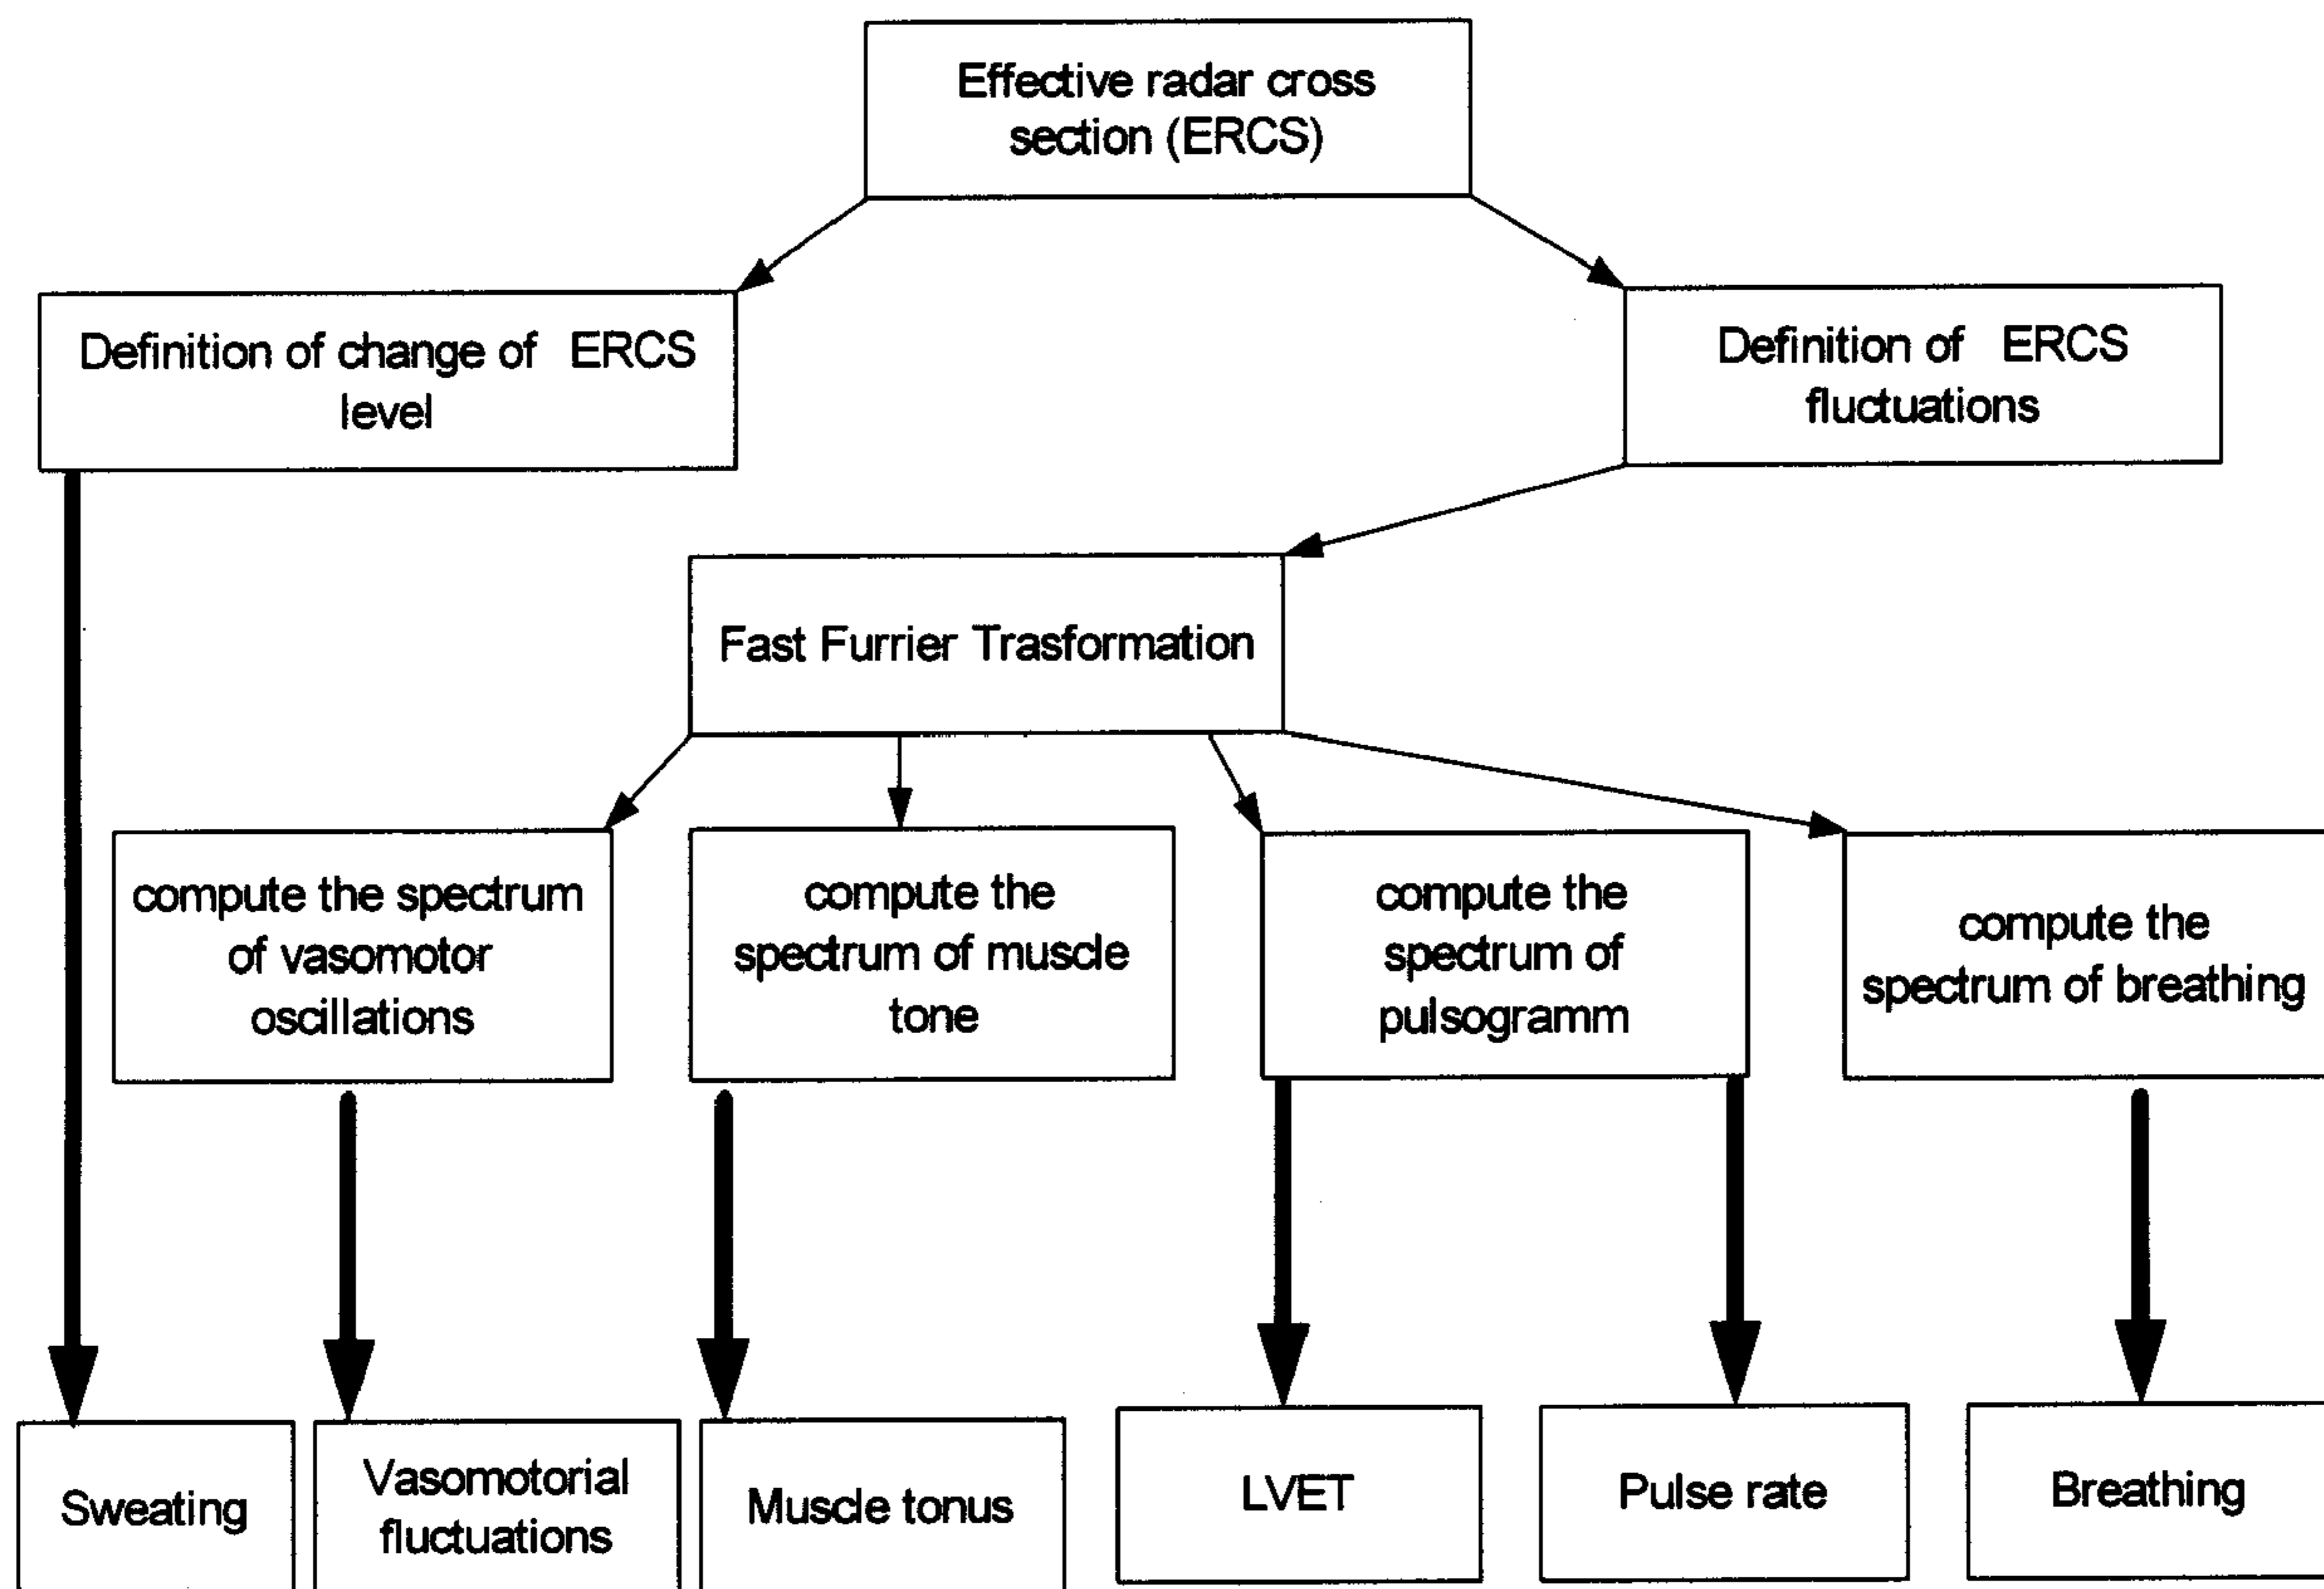 Effective radar cross
section (ERCS)
Definition of change of ERCS
level
Definition of ERCS
fluctuations
Fast Furrier Trasformation
compute the spectrum
of vasomotor
oscillations
compute the
spectrum of muscle
tone
compute the
spectrum of
pulsogramm
compute the
spectrum of breathing
Sweating
Vasomotorial
fluctuations
Muscle tonus
LVET
Pulse rate
Breathing